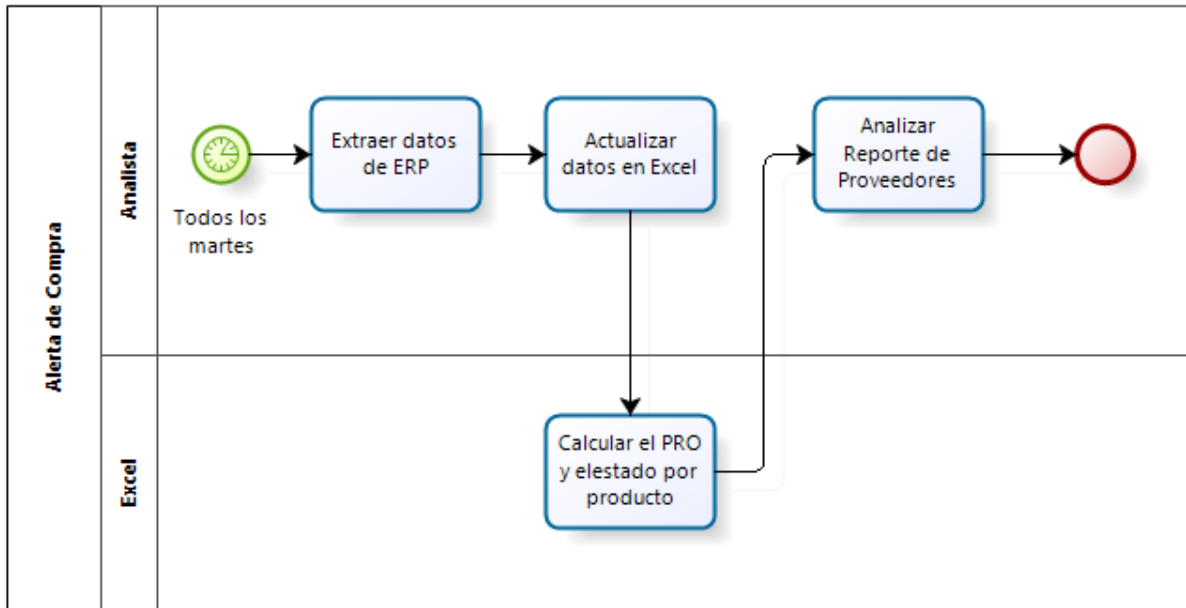 Alerta de Compra
Analista
Todos los
martes
Extraer datos
de ERP
Actualizar
datos en Excel
Analizar
Reporte de
Proveedores
Excel
Calcular el PRO
y elestado por
producto